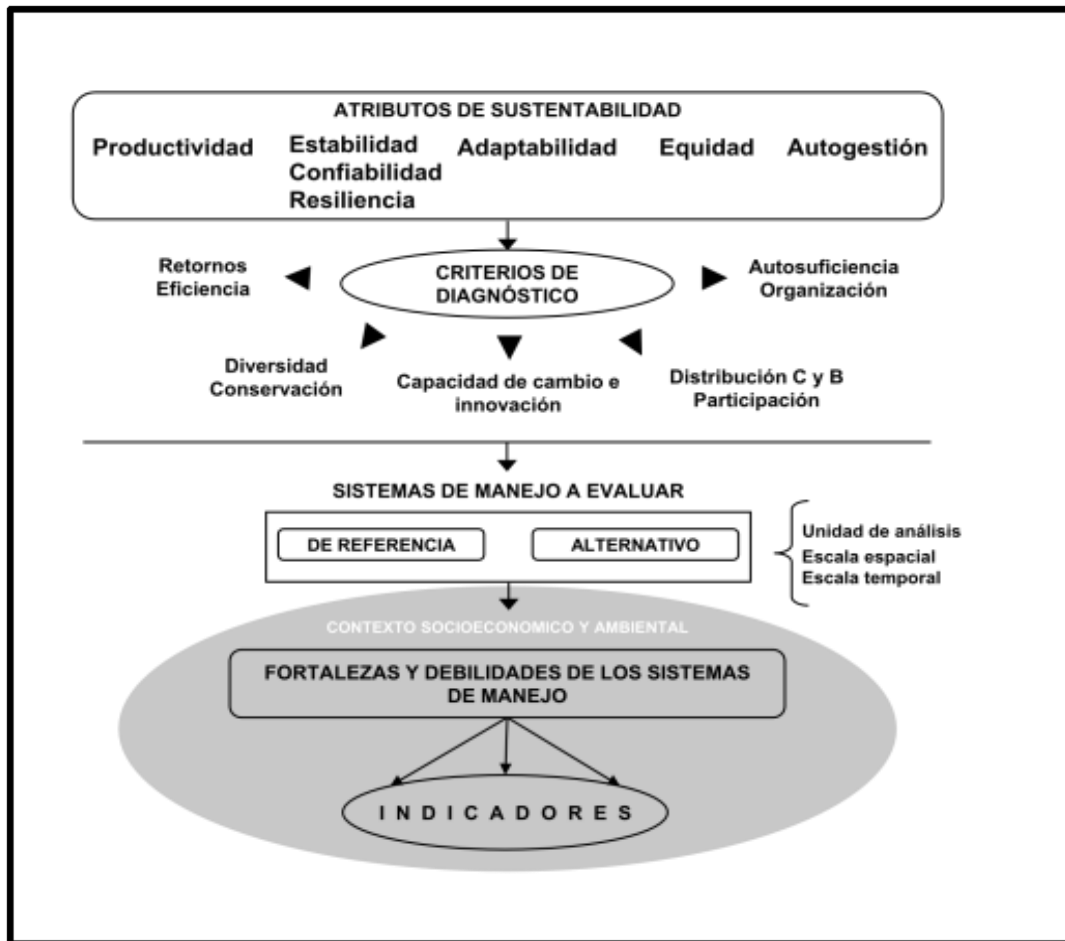 ATRIBUTOS DE SUSTENTABILIDAD
Productividad
Estabilidad
Confiabilidad
Resiliencia
Adaptabilidad
Equidad
Autogestión
CRITERIOS DE
DIAGNÓSTICO
Retornos
Eficiencia
Autosuficiencia
Organización
Diversidad
Conservación
Capacidad de cambio e
innovación
Distribución C y B
Participación
SISTEMAS DE MANEJO A EVALUAR
DE REFERENCIA
ALTERNATIVO
Unidad de análisis
Escala espacial
Escala temporal
CONTEXTO SOCIOECONOMICO Y AMBIENTAL
FORTALEZAS Y DEBILIDADES DE LOS SISTEMAS
DE MANEJO
I N D I C A D O R E S